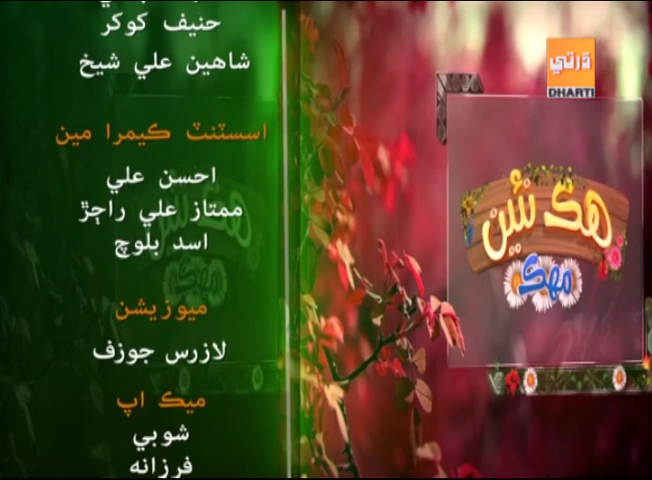 حنيف کوکر
شاهين علي شيخ
اسسٽنٽ ڪيمرا مين
احسن علي
ممتاز علي راڄڙ
اسد بلوچ
ميوزيشن
لازرس جوزف
ميڪ اپ
شوبي
فرزانه
ڌرتي
DHARTI
هڪ نئين
مهڪ